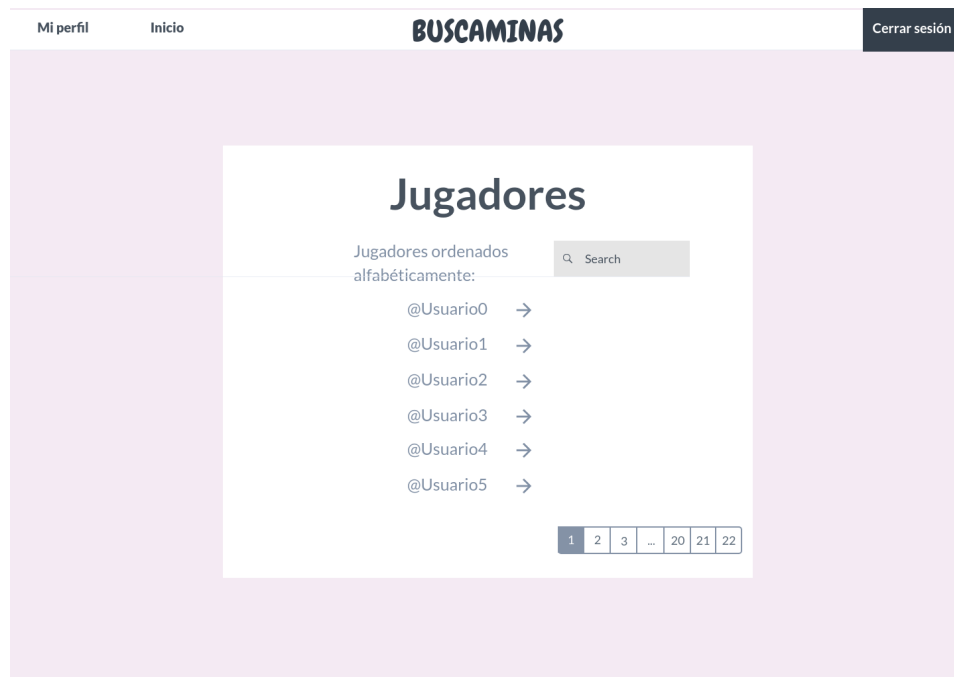 Mi perfil
Inicio
BUSCAMINAS
Cerrar sesión
Jugadores
Jugadores ordenados
alfabéticamente:
Search
@Usuario0
@Usuario1
@Usuario2
@Usuario3
@Usuario4
@Usuario5
1 2 3 ... 20 21 22